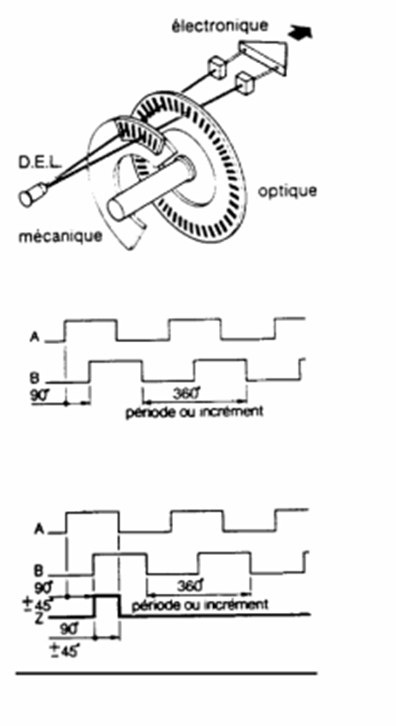 électronique
D.E.L.
optique
mécanique
A
B
90°
360°
période ou incrément
A
B
90°
±45°
360°
période ou incrément
Z
90°
±45°